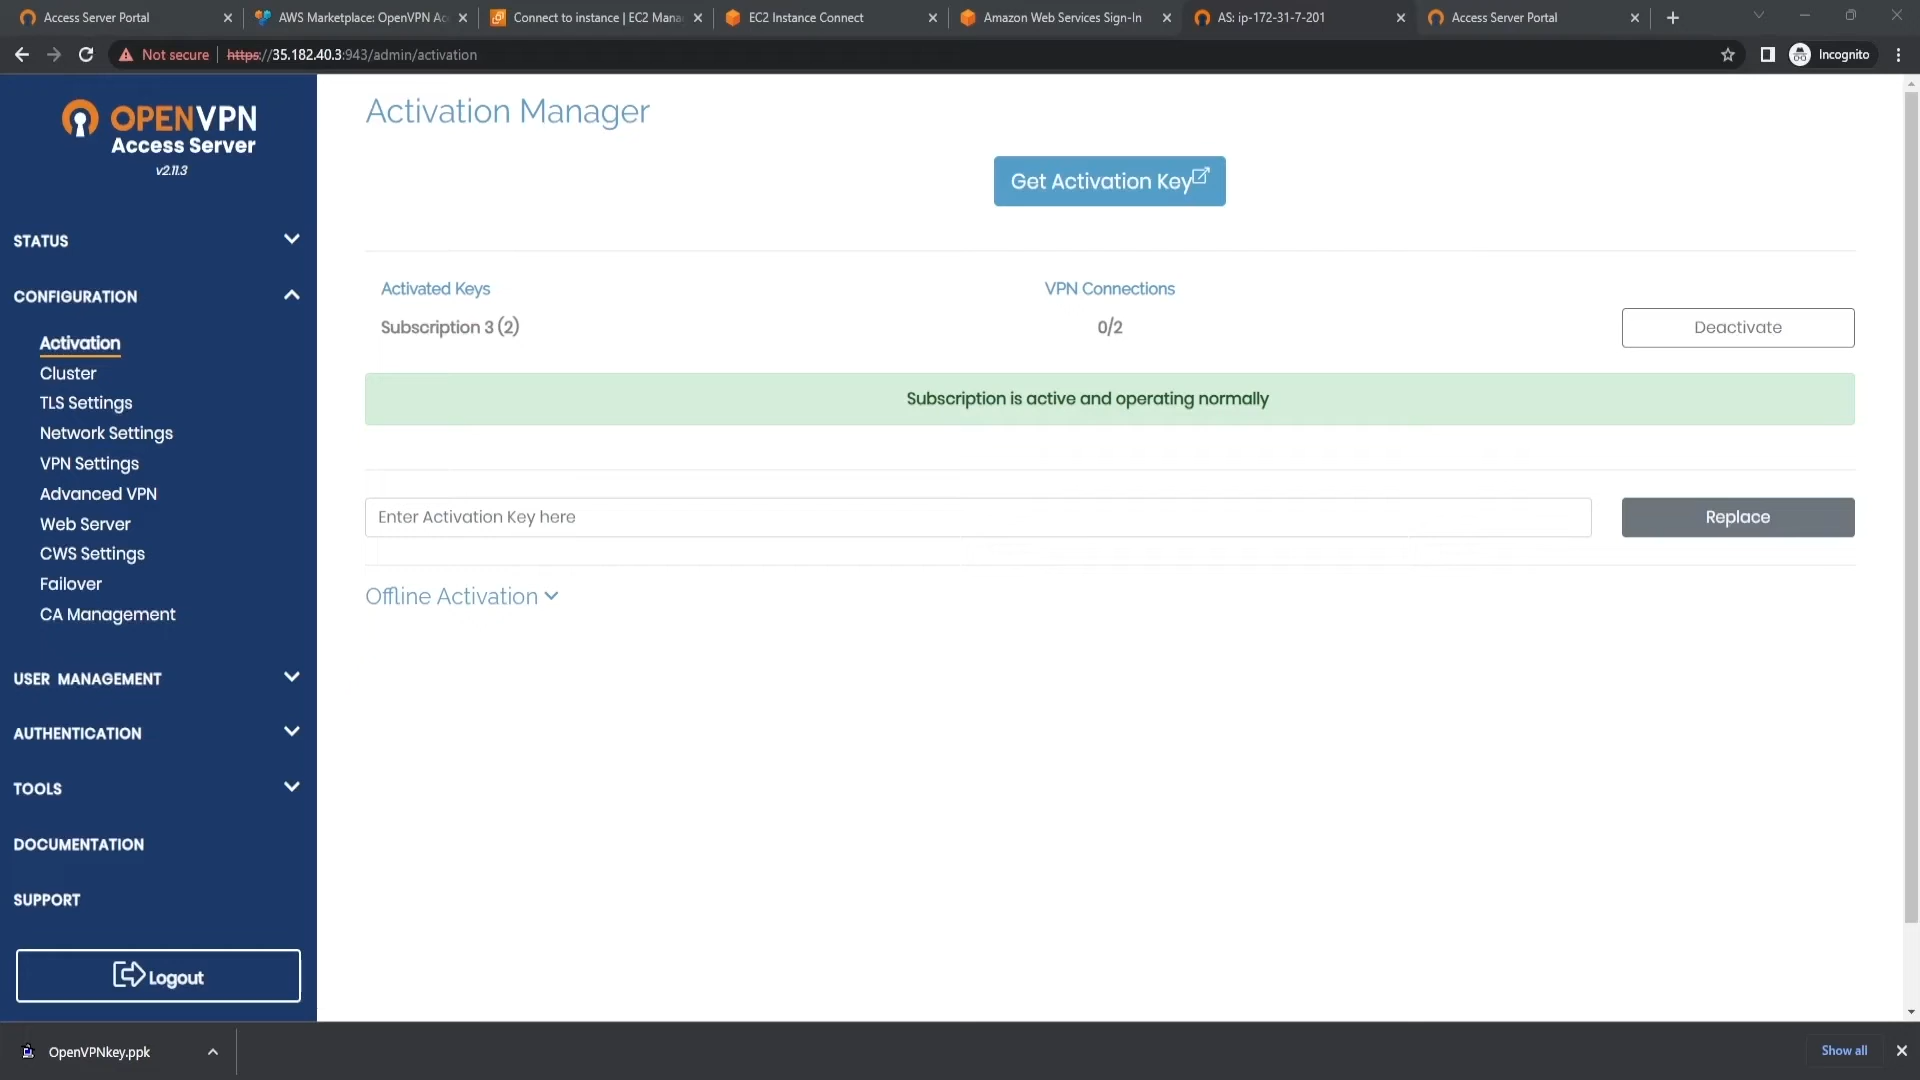 Access Server Portal
AWS Marketplace: OpenVPN Ac
Connect to instance | EC2 Mana
EC2 Instance Connect
Amazon Web Services Sign-In
AS: ip-172-31-7-201
Access Server Portal
Not secure
https://35.182.40.3:943/admin/activation
Incognito
OPENVPN
Access Server
v2.11.3
STATUS
CONFIGURATION
Activation
Cluster
TLS Settings
Network Settings
VPN Settings
Advanced VPN
Web Server
CWS Settings
Failover
CA Management
USER MANAGEMENT
AUTHENTICATION
TOOLS
DOCUMENTATION
SUPPORT
Logout
Activation Manager
Get Activation Key
Activated Keys
VPN Connections
Subscription 3 (2)
0/2
Deactivate
Subscription is active and operating normally
Enter Activation Key here
Replace
Offline Activation
OpenVPNkey.ppk
Show all